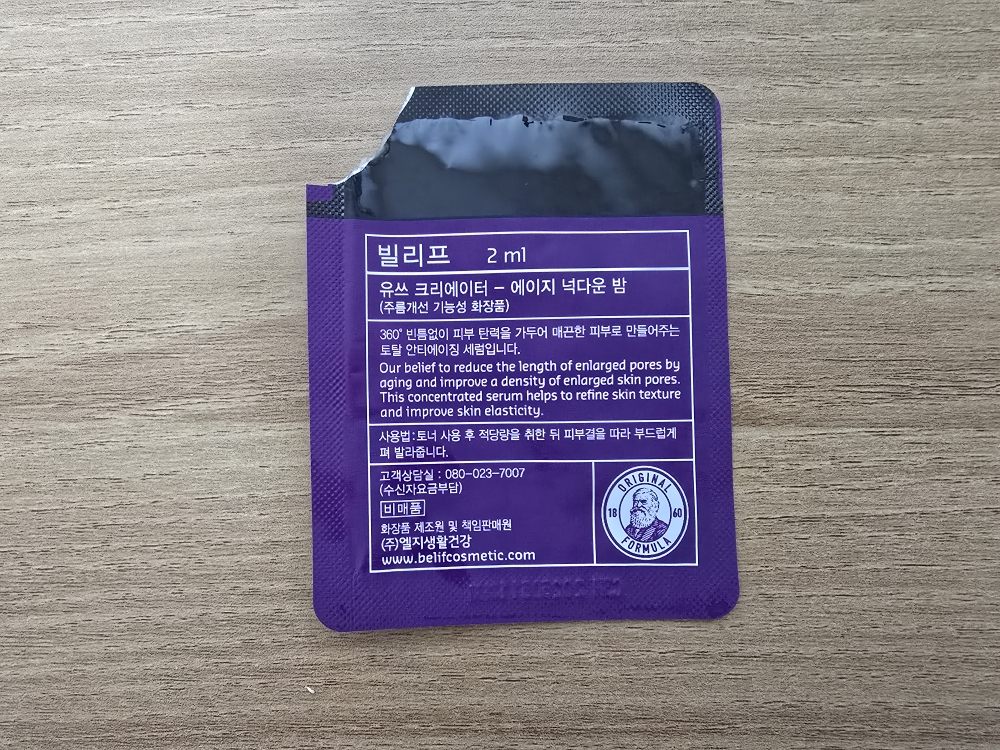 빌리프 2 ml
유쓰 크리에이터 – 에이지 넉다운 밤
(주름개선 기능성 화장품)
360° 빈틈없이 피부 탄력을 가두어 매끈한 피부로 만들어주는
토탈 안티에이징 세럼입니다.
Our belief to reduce the length of enlarged pores by
aging and improve a density of enlarged skin pores.
This concentrated serum helps to refine skin texture
and improve skin elasticity.
사용법:토너 사용 후 적당량을 취한 뒤 피부결을 따라 부드럽게
펴 발라줍니다.
고객상담실 : 080-023-7007
(수신자요금부담)
비매품
화장품 제조원 및 책임판매원
(주)엘지생활건강
www.belifcosmetic.com
ORIGINAL
18 60
FORMULA